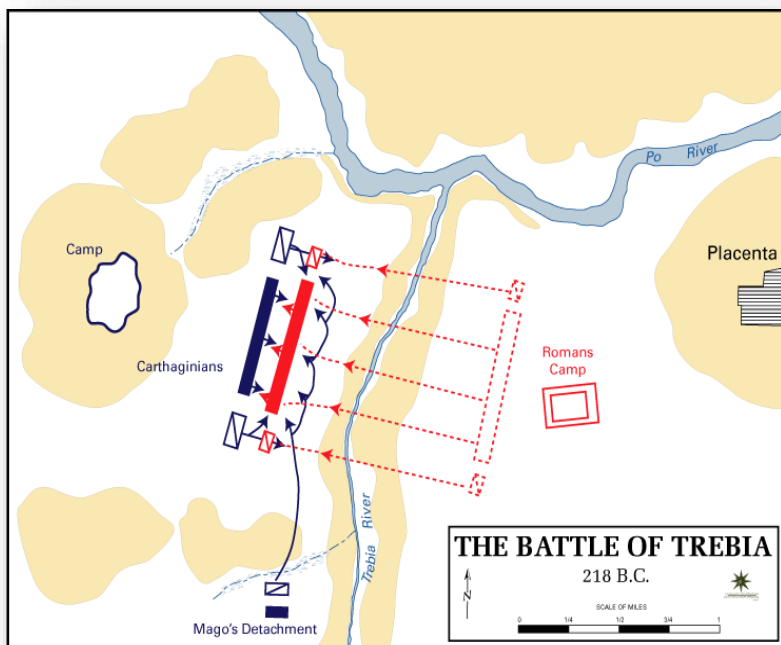 Po River
Camp
Placenta
Carthaginians
Romans
Camp
Trebia River
Mago's Detachment
THE BATTLE OF TREBIA
218 B.C.
N
SCALE OF MILES
0 1/4 1/2 3/4 1